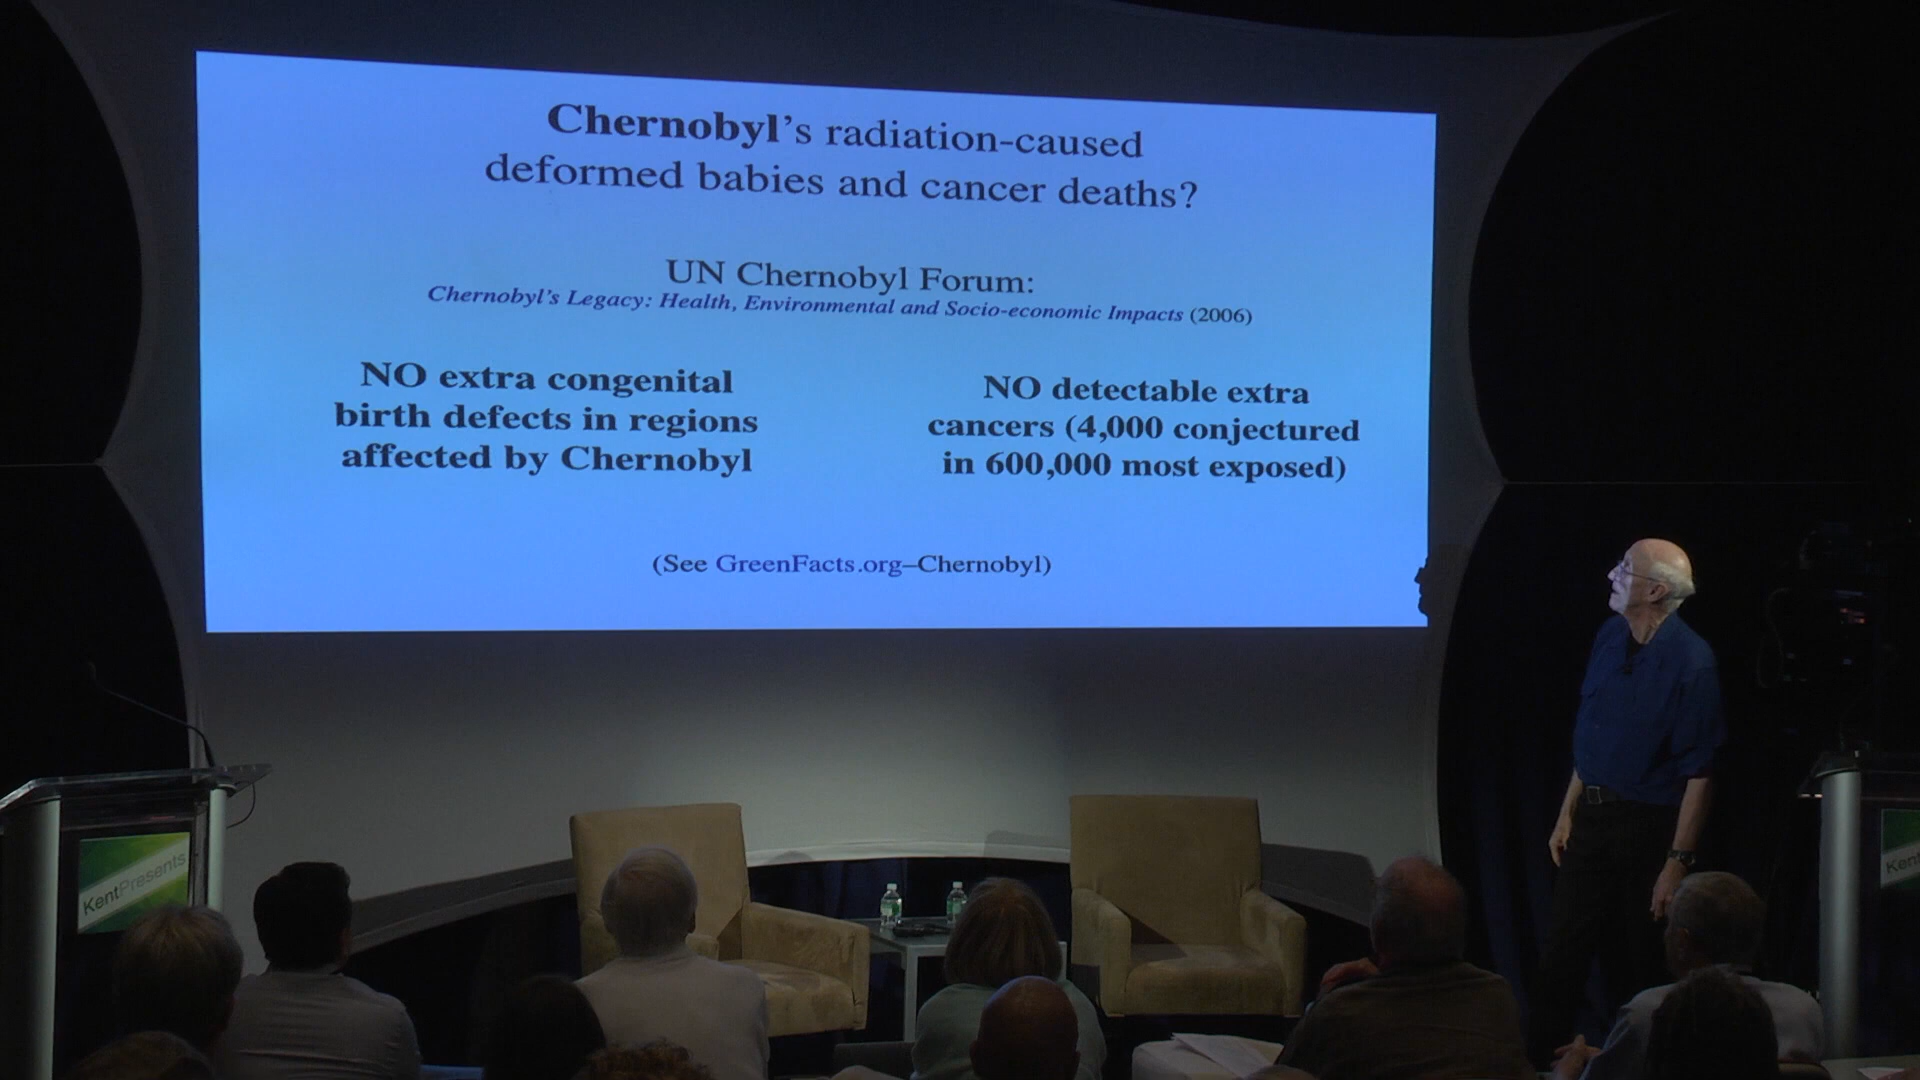 Chernobyl's radiation-caused
deformed babies and cancer deaths?
UN Chernobyl Forum:
Chernobyl's Legacy: Health, Environmental and Socio-economic Impacts (2006)
NO extra congenital
birth defects in regions
affected by Chernobyl
NO detectable extra
cancers (4,000 conjectured
in 600,000 most exposed)
(See GreenFacts.org–Chernobyl)
KentPresents
Kent